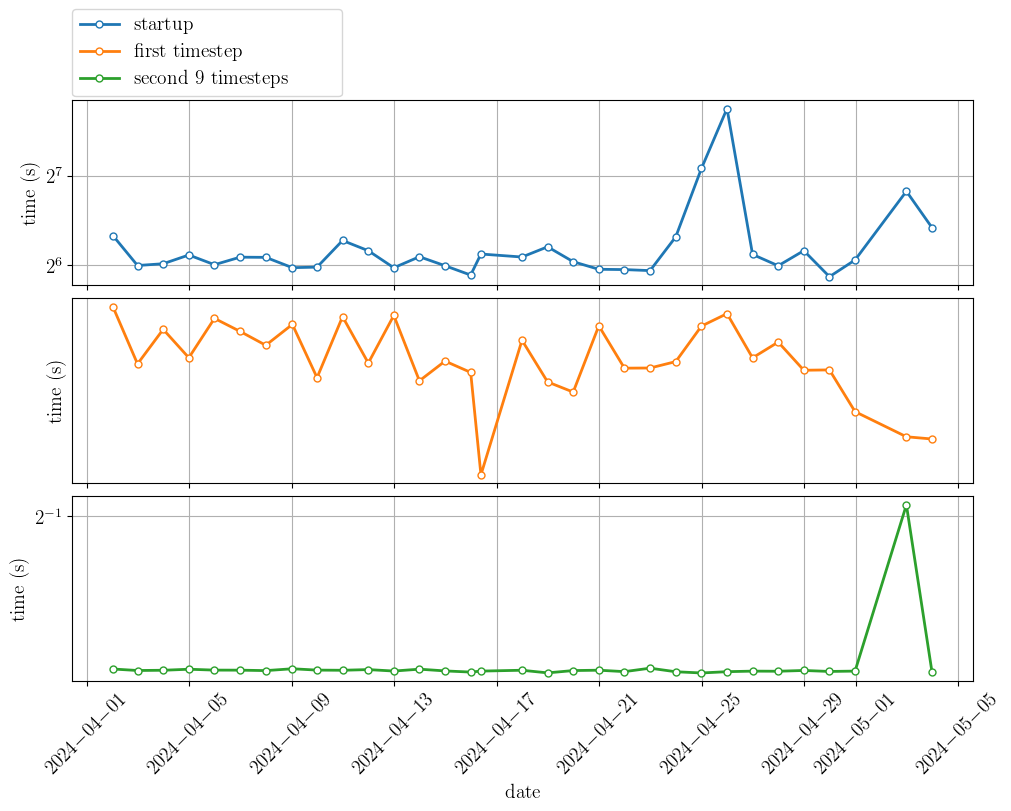 startup
first timestep
second 9 timesteps
time (s)
2^7
2^6
time (s)
time (s)
2^-1
2024−04−01
2024−04−05
2024−04−09
2024−04−13
2024−04−17
2024−04−21
2024−04−25
2024−04−29
2024−05−01
2024−05−05
date